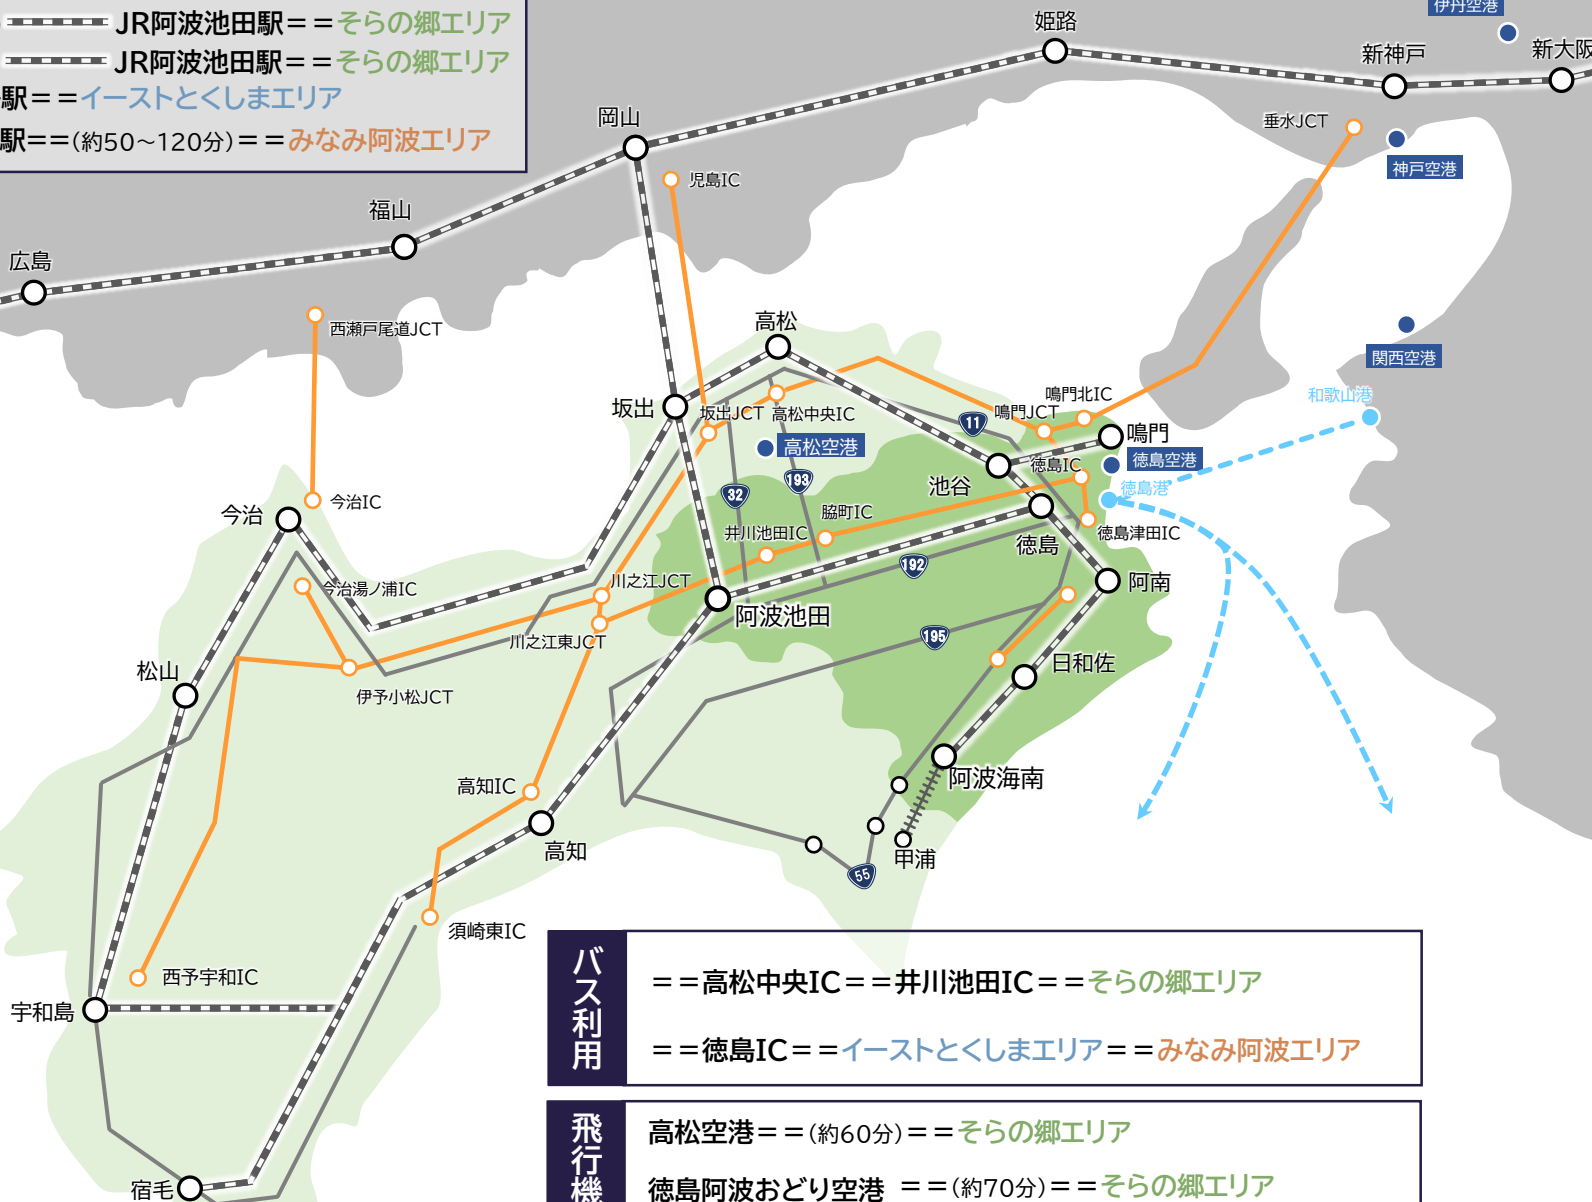 JR阿波池田駅==そらの郷エリア
JR阿波池田駅==そらの郷エリア
駅==イーストとくしまエリア
駅==(約50~120分)==みなみ阿波エリア
伊丹空港
姫路
新神戸
新大阪
岡山
垂水JCT
神戸空港
児島IC
福山
広島
西瀬戸尾道JCT
高松
関西空港
和歌山港
鳴門北IC
坂出
坂出JCT
高松中央IC
鳴門JCT
11
鳴門
高松空港
徳島IC
徳島空港
193
池谷
徳島港
32
今治IC
今治
脇町IC
井川池田IC
徳島津田IC
徳島
192
今治湯ノ浦IC
川之江JCT
阿南
阿波池田
川之江東JCT
195
日和佐
松山
伊予小松JCT
高知IC
阿波海南
高知
甲浦
55
須崎東IC
西予宇和IC
宇和島
宿毛
バス利用
==高松中央IC==井川池田IC==そらの郷エリア
==徳島IC==イーストとくしまエリア==みなみ阿波エリア
飛行機
高松空港==(約60分)==そらの郷エリア
徳島阿波おどり空港 ==(約70分)==そらの郷エリア